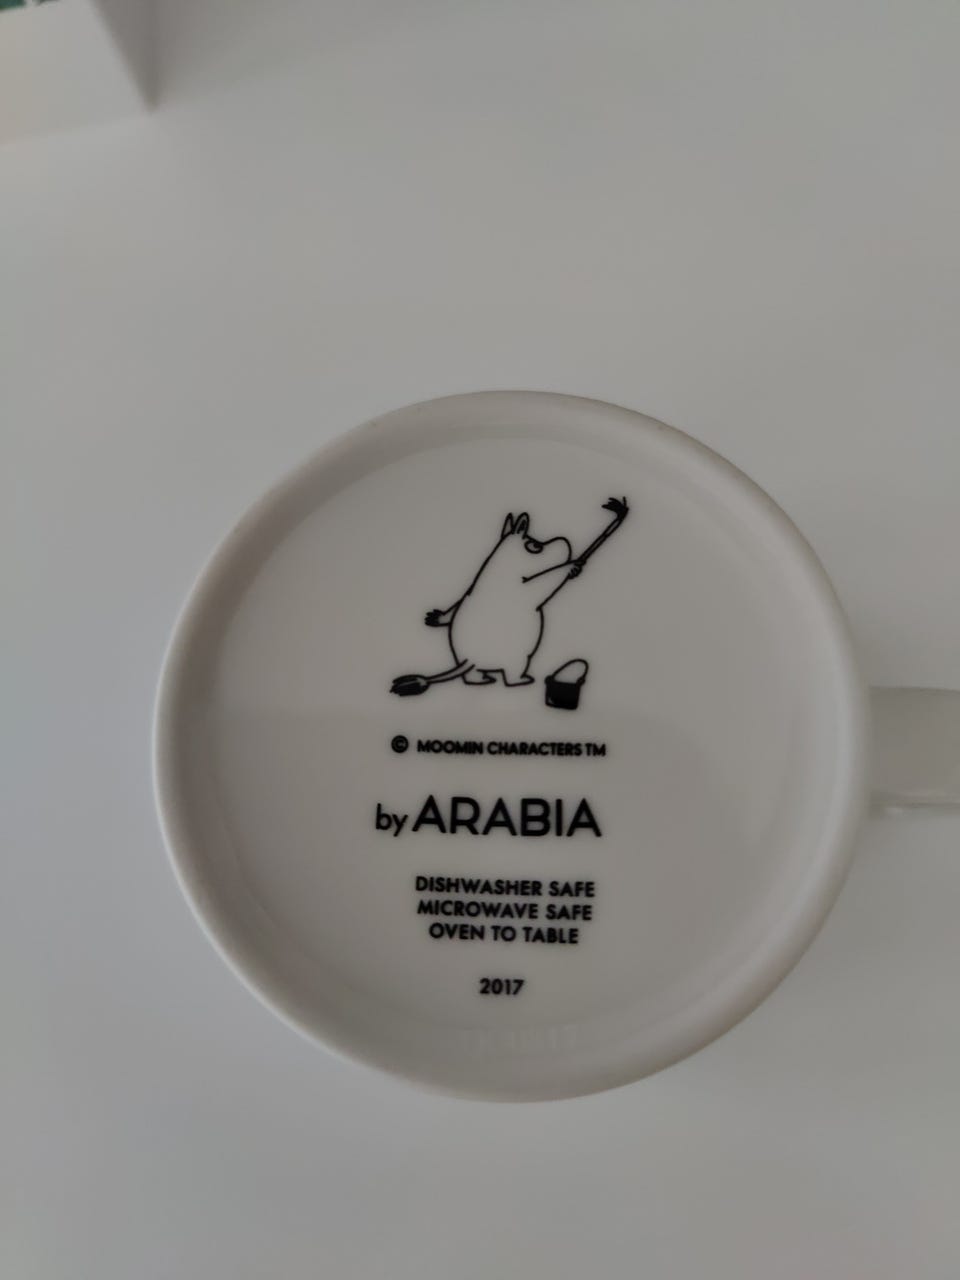 © MOOMIN CHARACTERS TM
by ARABIA
DISHWASHER SAFE
MICROWAVE SAFE
OVEN TO TABLE
2017